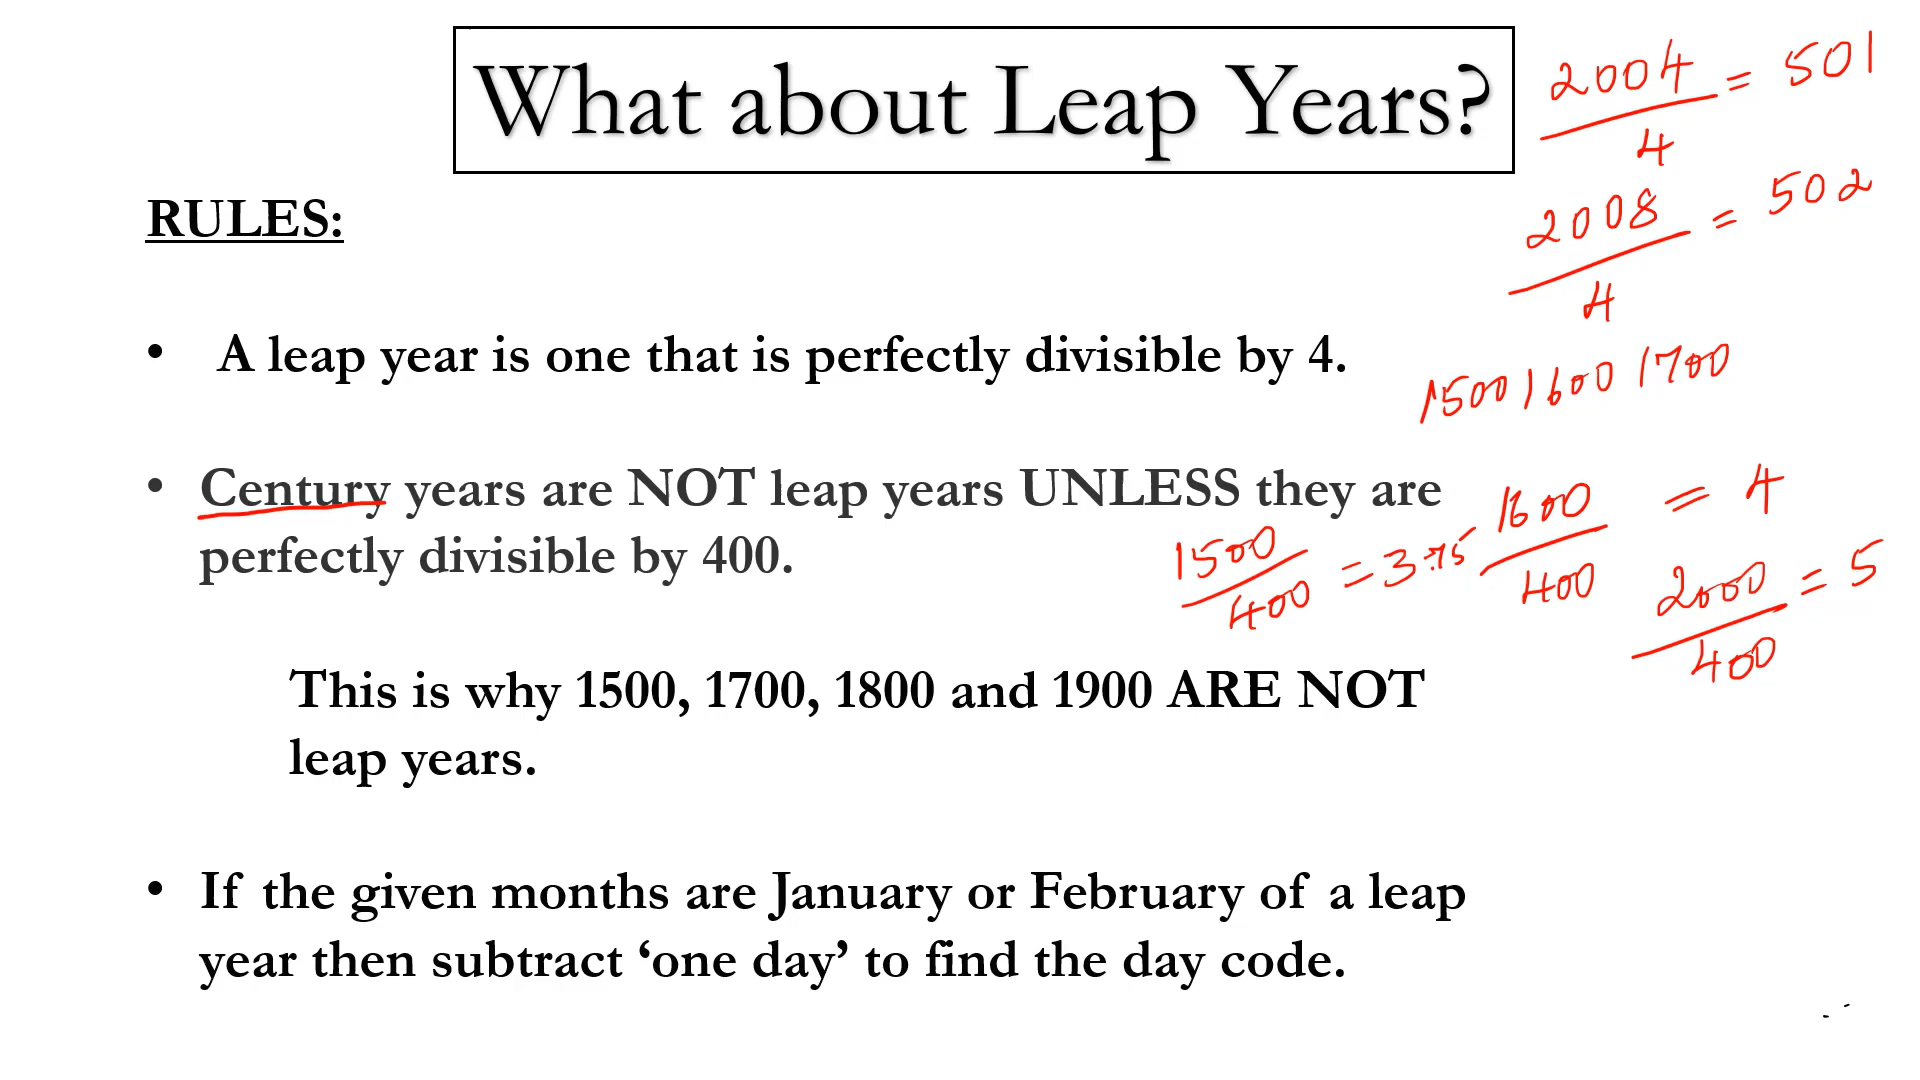 What about Leap Years?
2004/4 = 501
RULES:
2008/4 = 502
• A leap year is one that is perfectly divisible by 4.
1500 1600 1700
• Century years are NOT leap years UNLESS they are
perfectly divisible by 400.
1500/400 = 3.75
1600/400 = 4
2000/400 = 5
This is why 1500, 1700, 1800 and 1900 ARE NOT
leap years.
• If the given months are January or February of a leap
year then subtract ‘one day’ to find the day code.